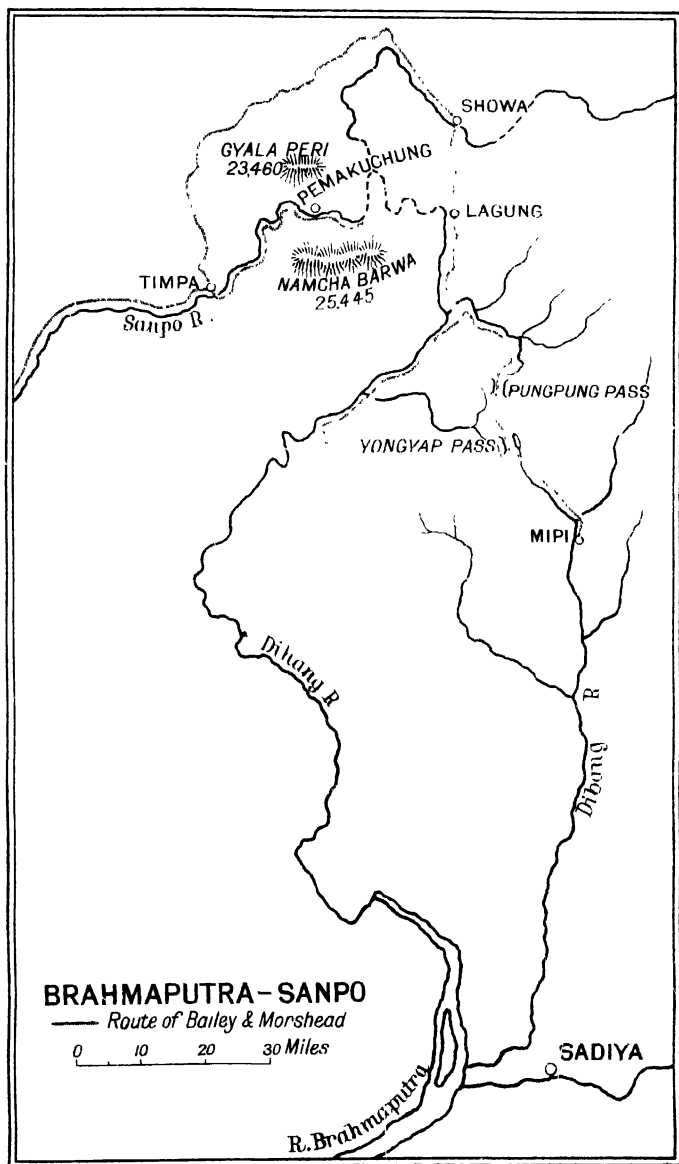 SHOWA
GYALA PERI
23,460
PEMAKUCHUNG
LAGUNG
TIMPA
NAMCHA BARWA
25.445
Sanpo R.
PUNGPUNG PASS
YONGYAP PASS
MIPI
Dihang R
Dibang R
BRAHMAPUTRA-SANPO
Route of Bailey & Morshead
0 10 20 30 Miles
SADIYA
R. Brahmaputra